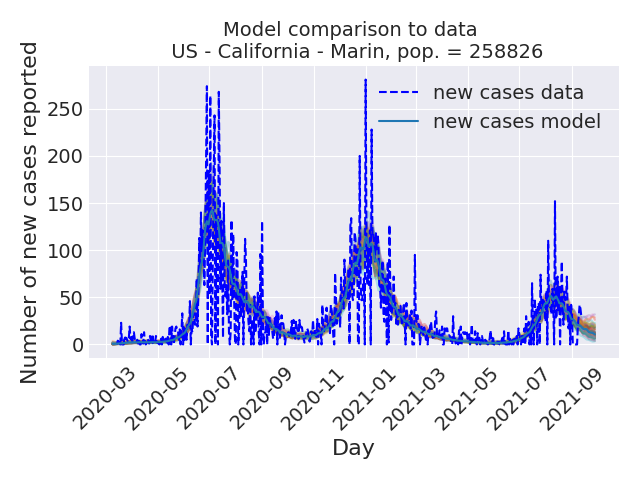 Model comparison to data
US - California - Marin, pop. = 258826
Number of new cases reported
250
200
150
100
50
0
new cases data
new cases model
2020-03
2020-05
2020-07
2020-09
2020-11
2021-01
2021-03
2021-05
2021-07
2021-09
Day